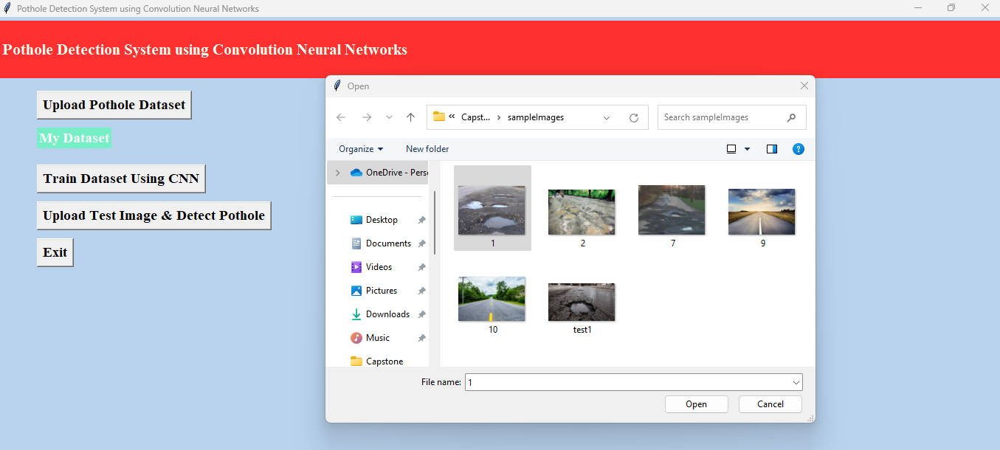 Pothole Detection System using Convolution Neural Networks
Pothole Detection System using Convolution Neural Networks
Upload Pothole Dataset
My Dataset
Train Dataset Using CNN
Upload Test Image & Detect Pothole
Exit
Open
« Capst... › sampleImages
Search sampleImages
Organize
New folder
OneDrive - Pers
Desktop
Documents
Videos
Pictures
Downloads
Music
Capstone
1
2
7
9
10
test1
File name: 1
Open
Cancel